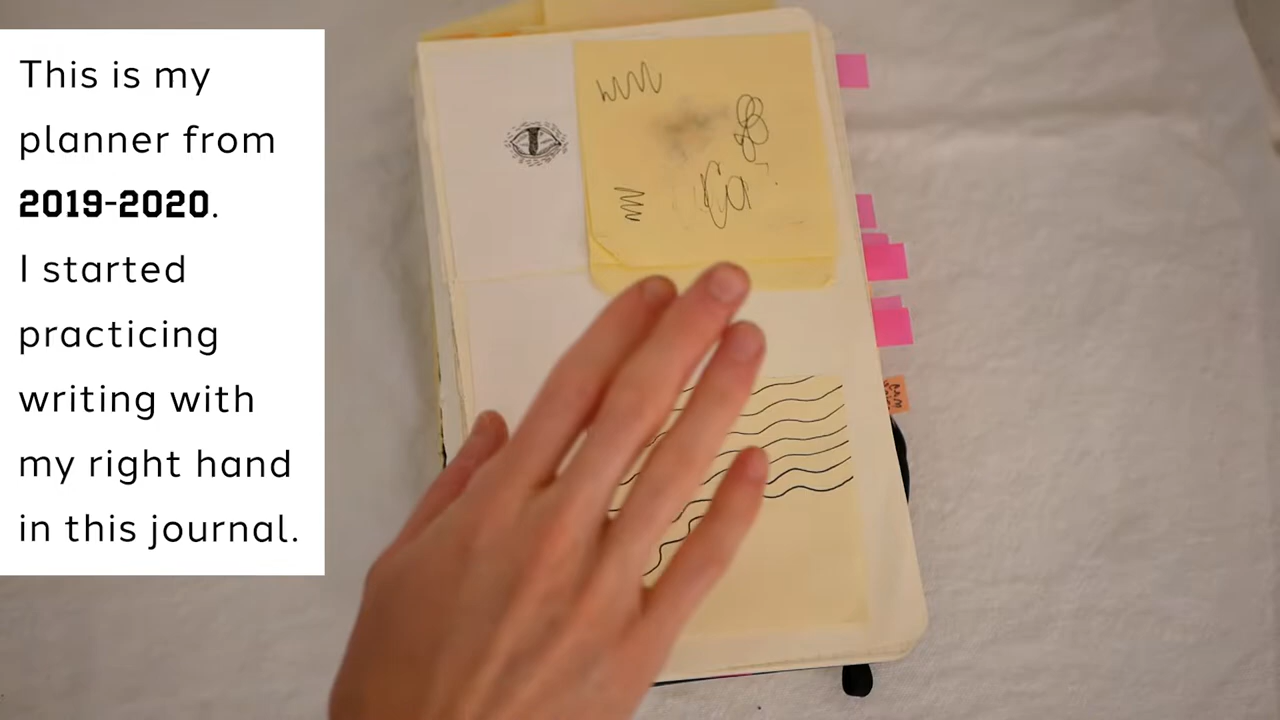 This is my
planner from
2019-2020.
I started
practicing
writing with
my right hand
in this journal.